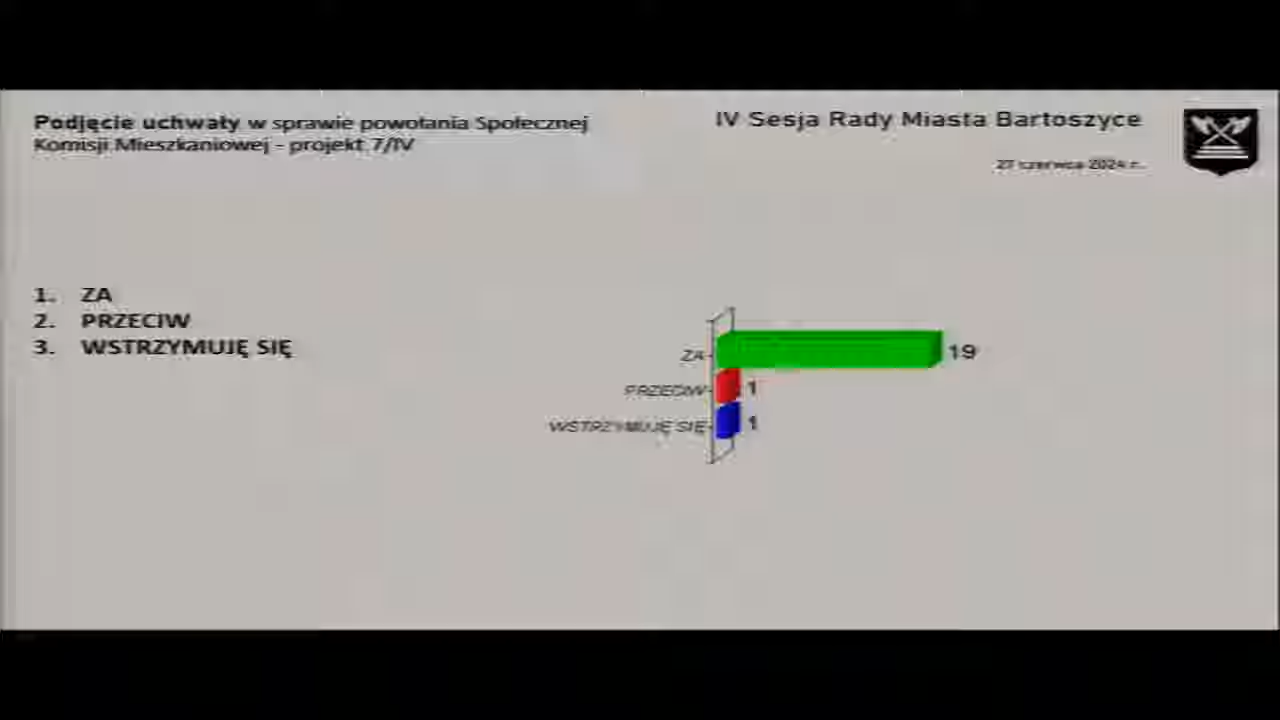 Podjęcie uchwały w sprawie powołania Społecznej
Komisji Mieszkaniowej - projekt 7/IV
IV Sesja Rady Miasta Bartoszyce
27 czerwca 2024 r.
1. ZA
2. PRZECIW
3. WSTRZYMUJĘ SIĘ
ZA 19
PRZECIW 1
WSTRZYMUJĘ SIĘ 1